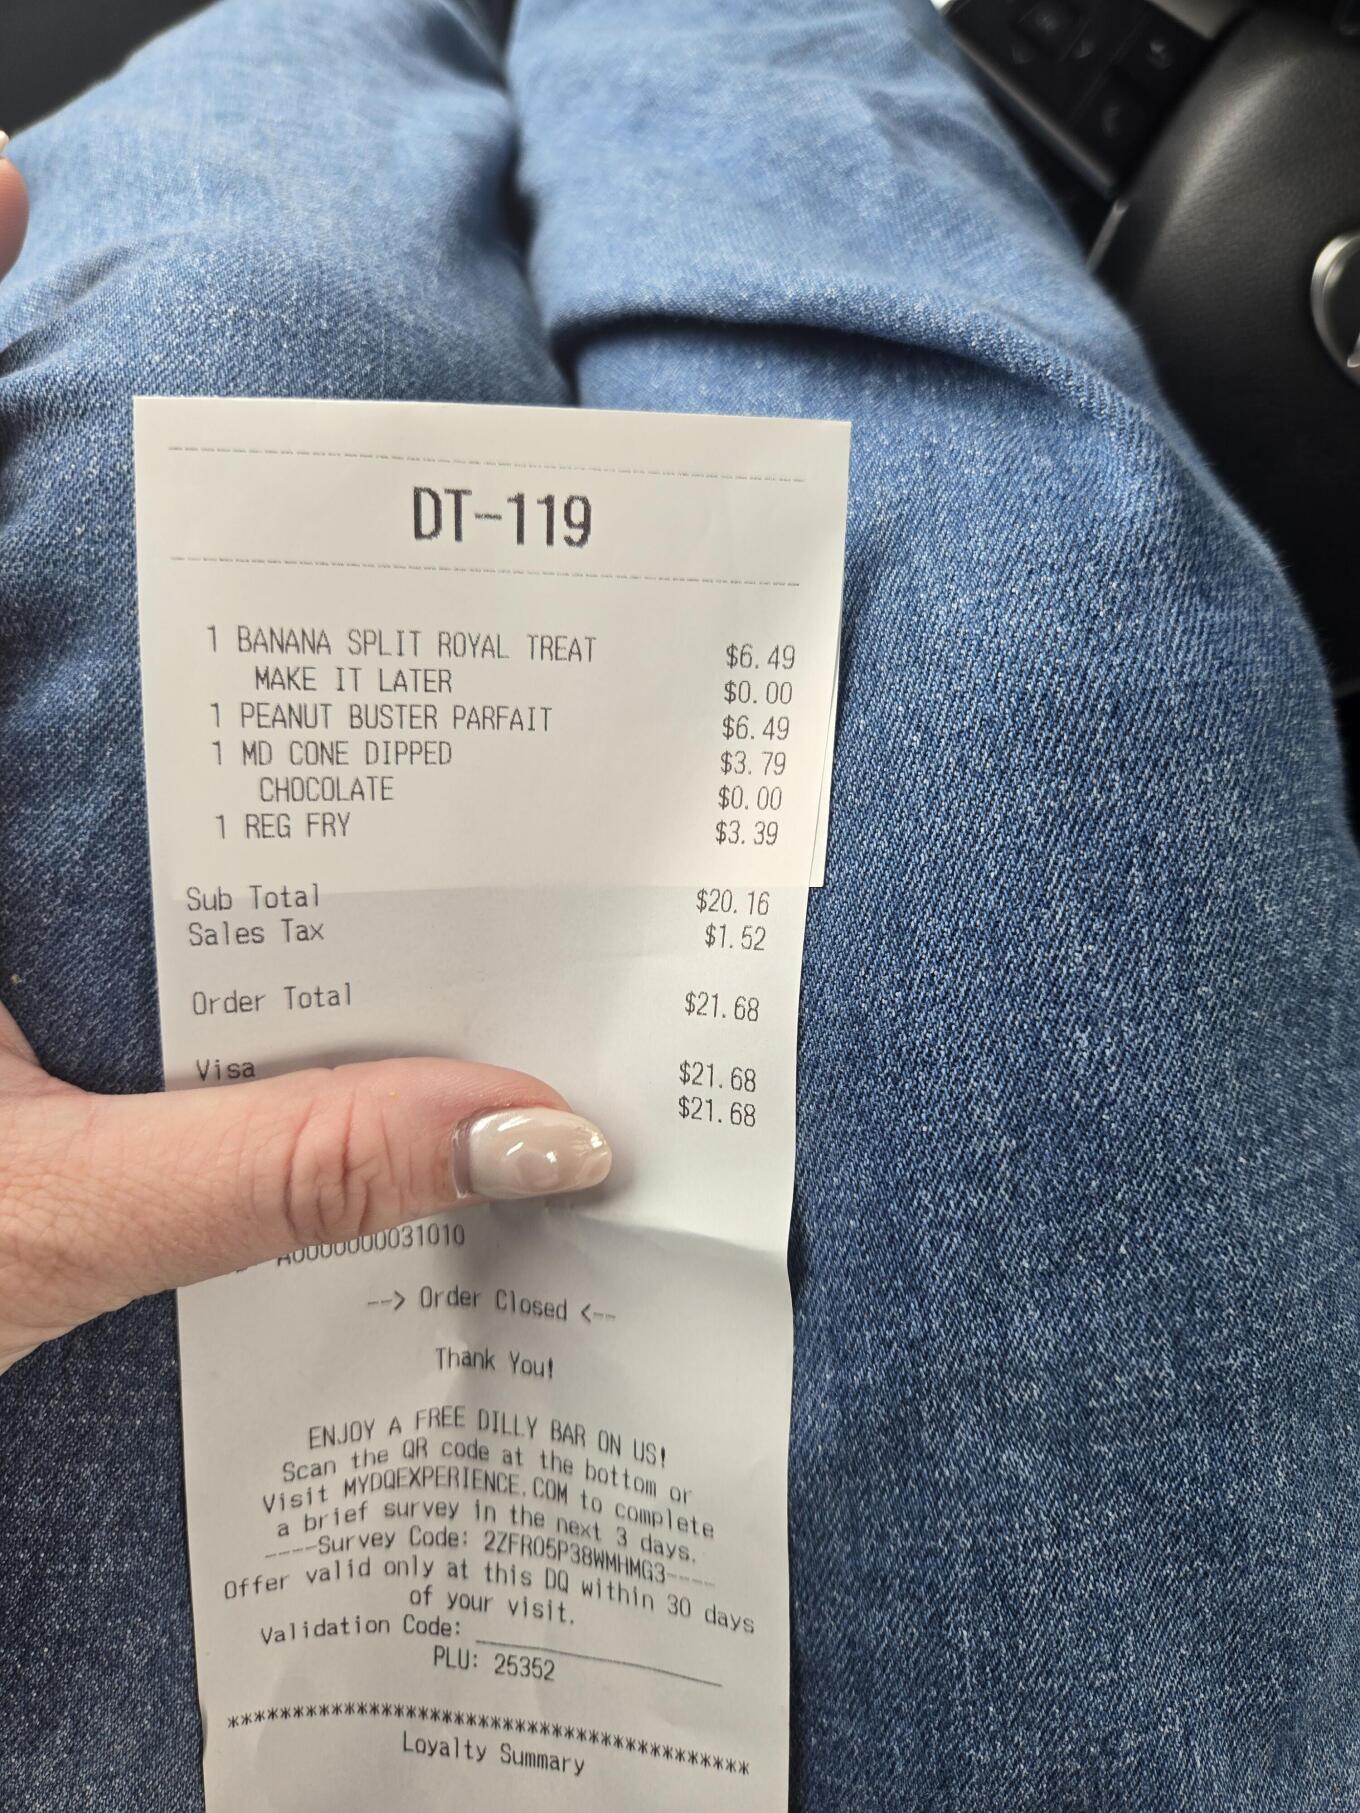 DT-119
1 BANANA SPLIT ROYAL TREAT $6.49
MAKE IT LATER $0.00
1 PEANUT BUSTER PARFAIT $6.49
1 MD CONE DIPPED $3.79
CHOCOLATE $0.00
1 REG FRY $3.39
Sub Total $20.16
Sales Tax $1.52
Order Total $21.68
Visa $21.68
$21.68
A0000000031010
--> Order Closed <--
Thank You!
ENJOY A FREE DILLY BAR ON US!
Scan the QR code at the bottom or
Visit MYDQEXPERIENCE.COM to complete
a brief survey in the next 3 days.
----Survey Code: 2ZFRO5P38WMHMG3----
Offer valid only at this DQ within 30 days
of your visit.
Validation Code: ____________
PLU: 25352
****************************************
Loyalty Summary